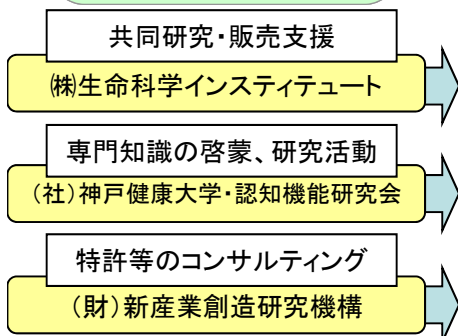 共同研究・販売支援
㈱生命科学インスティテュート
専門知識の啓蒙、研究活動
（社）神戸健康大学・認知機能研究会
特許等のコンサルティング
（財）新産業創造研究機構